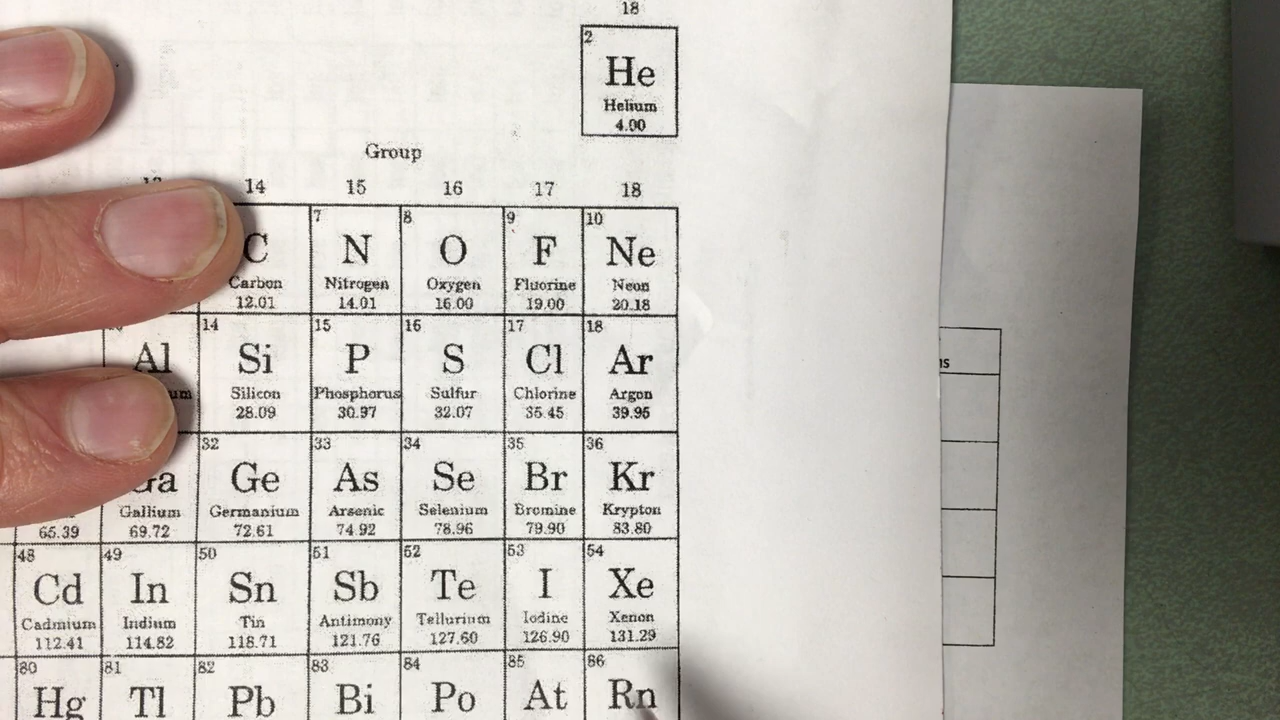 18
2
He
Helium
4.00
Group
14 15 16 17 18
7 8 9 10
C N O F Ne
Carbon Nitrogen Oxygen Fluorine Neon
12.01 14.01 16.00 19.00 20.18
14 15 16 17 18
Al Si P S Cl Ar
um Silicon Phosphorus Sulfur Chlorine Argon
28.09 30.97 32.07 35.45 39.95
32 33 34 35 36
Ga Ge As Se Br Kr
Gallium Germanium Arsenic Selenium Bromine Krypton
65.39 69.72 72.61 74.92 78.96 79.90 83.80
48 49 50 51 52 53 54
Cd In Sn Sb Te I Xe
Cadmium Indium Tin Antimony Tellurium Iodine Xenon
112.41 114.82 118.71 121.76 127.60 126.90 131.29
80 81 82 83 84 85 86
Hg Tl Pb Bi Po At Rn